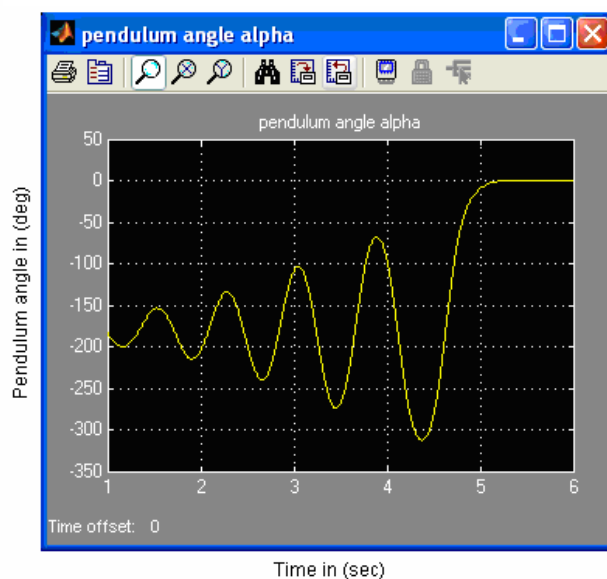 pendulum angle alpha
pendulum angle alpha
Pendulum angle in (deg)
50
0
-50
-100
-150
-200
-250
-300
-350
1 2 3 4 5 6
Time offset: 0
Time in (sec)